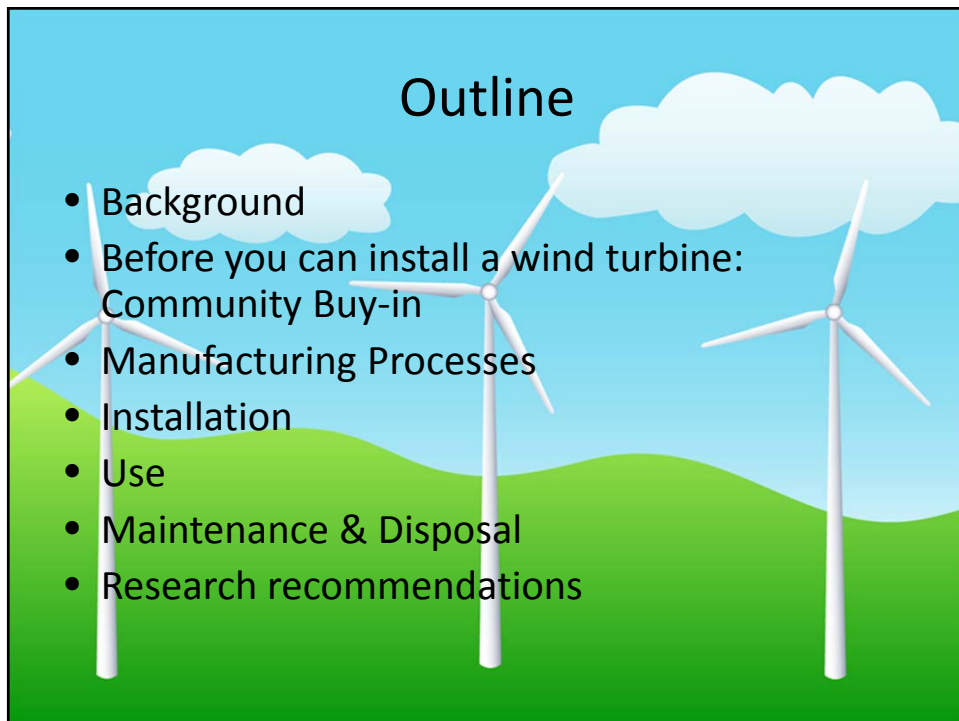 Outline
• Background
• Before you can install a wind turbine:
Community Buy-in
• Manufacturing Processes
• Installation
• Use
• Maintenance & Disposal
• Research recommendations